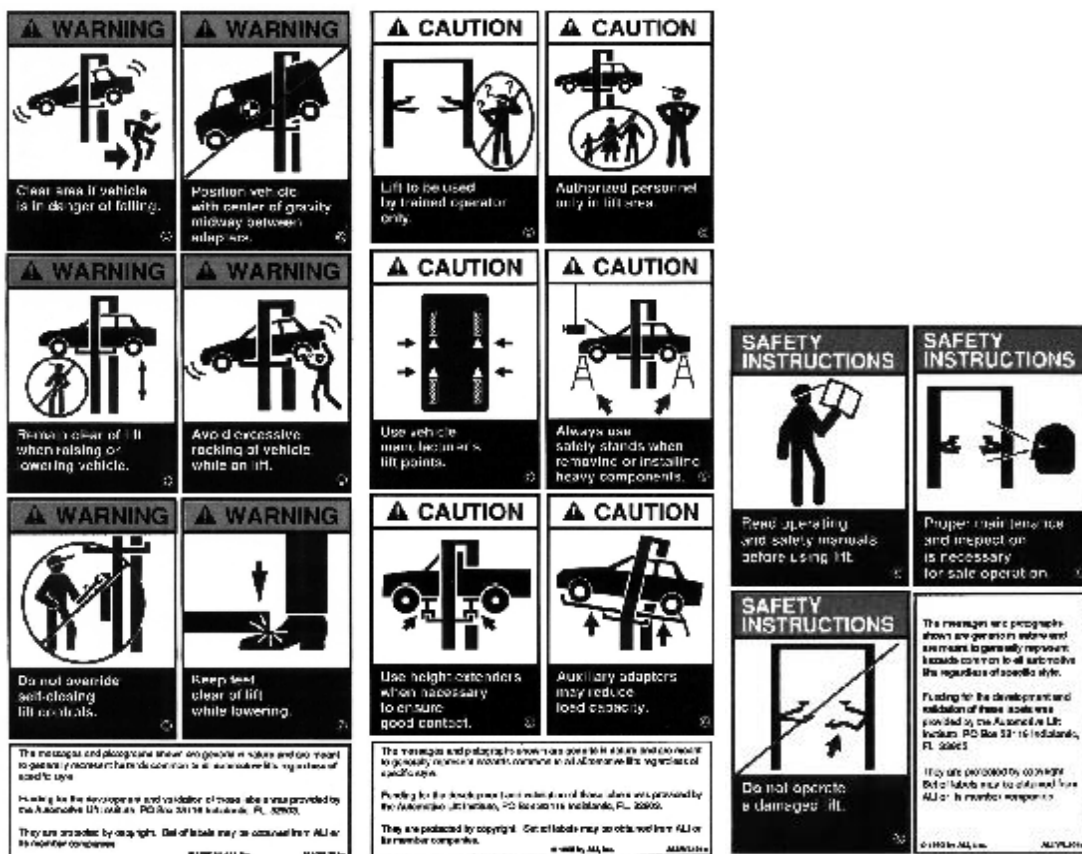 WARNING
Clear area if vehicle
is in danger of falling.
WARNING
Position vehicle
with center of gravity
midway between
adapters.
WARNING
Remain clear of lift
when raising or
lowering vehicle.
WARNING
Avoid excessive
rocking of vehicle
while on lift.
WARNING
Do not override
self-closing
lift controls.
WARNING
Keep feet
clear of lift
while lowering.
The messages and pictographs shown are generic in nature and are meant
to generally represent hazards common to all automotive lifts regardless of
specific style.
Funding for the development and validation of these labels was provided by
the Automotive Lift Institute, PO Box
They are protected by copyright. Set of labels may be obtained from ALI or
its member companies.
CAUTION
Lift to be used
by trained operator
only.
CAUTION
Authorized personnel
only in lift area.
CAUTION
Use vehicle
manufacturer's
lift points.
CAUTION
Always use
safety stands when
removing or installing
heavy components.
CAUTION
Use height extenders
when necessary
to ensure
good contact.
CAUTION
Auxiliary adapters
may reduce
load capacity.
The messages and pictographs shown are generic in nature and are meant
to generally represent hazards common to all automotive lifts regardless of
specific style.
Funding for the development and validation of these labels was provided by
the Automotive Lift Institute, PO Box
They are protected by copyright. Set of labels may be obtained from ALI or
its member companies.
by ALI, Inc.
SAFETY
INSTRUCTIONS
Read operating
and safety manuals
before using lift.
SAFETY
INSTRUCTIONS
Proper maintenance
and inspection
is necessary
for safe operation.
SAFETY
INSTRUCTIONS
Do not operate
a damaged lift.
The messages and pictographs
shown are generic in nature and
are meant to generally represent
hazards common to all automotive
lifts regardless of specific style.
Funding for the development and
validation of these labels was
provided by the Automotive Lift
Institute, PO Box
They are protected by copyright.
Set of labels may be obtained from
ALI or its member companies.
by ALI, Inc.